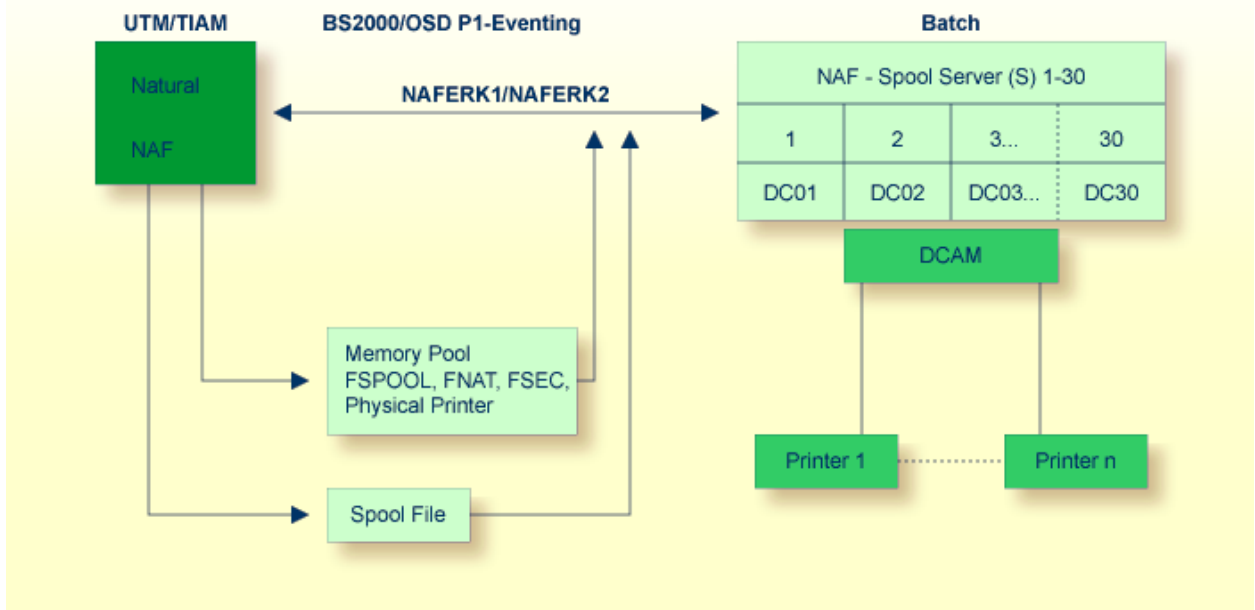 UTM/TIAM
BS2000/OSD P1-Eventing
Batch
Natural
NAF
NAFERK1/NAFERK2
NAF - Spool Server (S) 1-30
1
2
3...
30
DC01
DC02
DC03...
DC30
DCAM
Memory Pool
FSPOOL, FNAT, FSEC,
Physical Printer
Printer 1
Printer n
Spool File